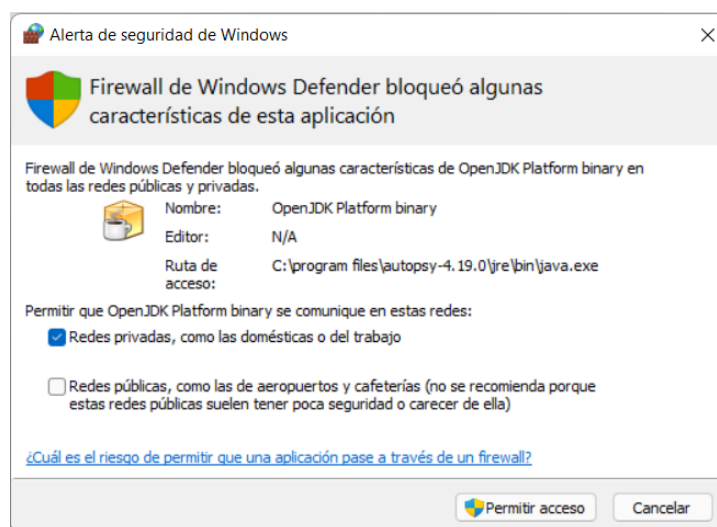 Alerta de seguridad de Windows
Firewall de Windows Defender bloqueó algunas
características de esta aplicación
Firewall de Windows Defender bloqueó algunas características de OpenJDK Platform binary en
todas las redes públicas y privadas.
Nombre: OpenJDK Platform binary
Editor: N/A
Ruta de
acceso: C:\program files\autopsy-4.19.0\jre\bin\java.exe
Permitir que OpenJDK Platform binary se comunique en estas redes:
Redes privadas, como las domésticas o del trabajo
Redes públicas, como las de aeropuertos y cafeterías (no se recomienda porque
estas redes públicas suelen tener poca seguridad o carecer de ella)
¿Cuál es el riesgo de permitir que una aplicación pase a través de un firewall?
Permitir acceso Cancelar